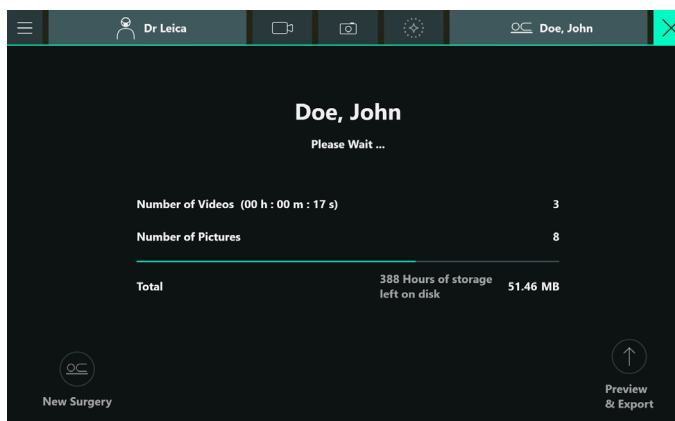 Dr Leica
Doe, John
Doe, John
Please Wait ...
Number of Videos (00 h : 00 m : 17 s) 3
Number of Pictures 8
Total 388 Hours of storage left on disk 51.46 MB
New Surgery
Preview
& Export